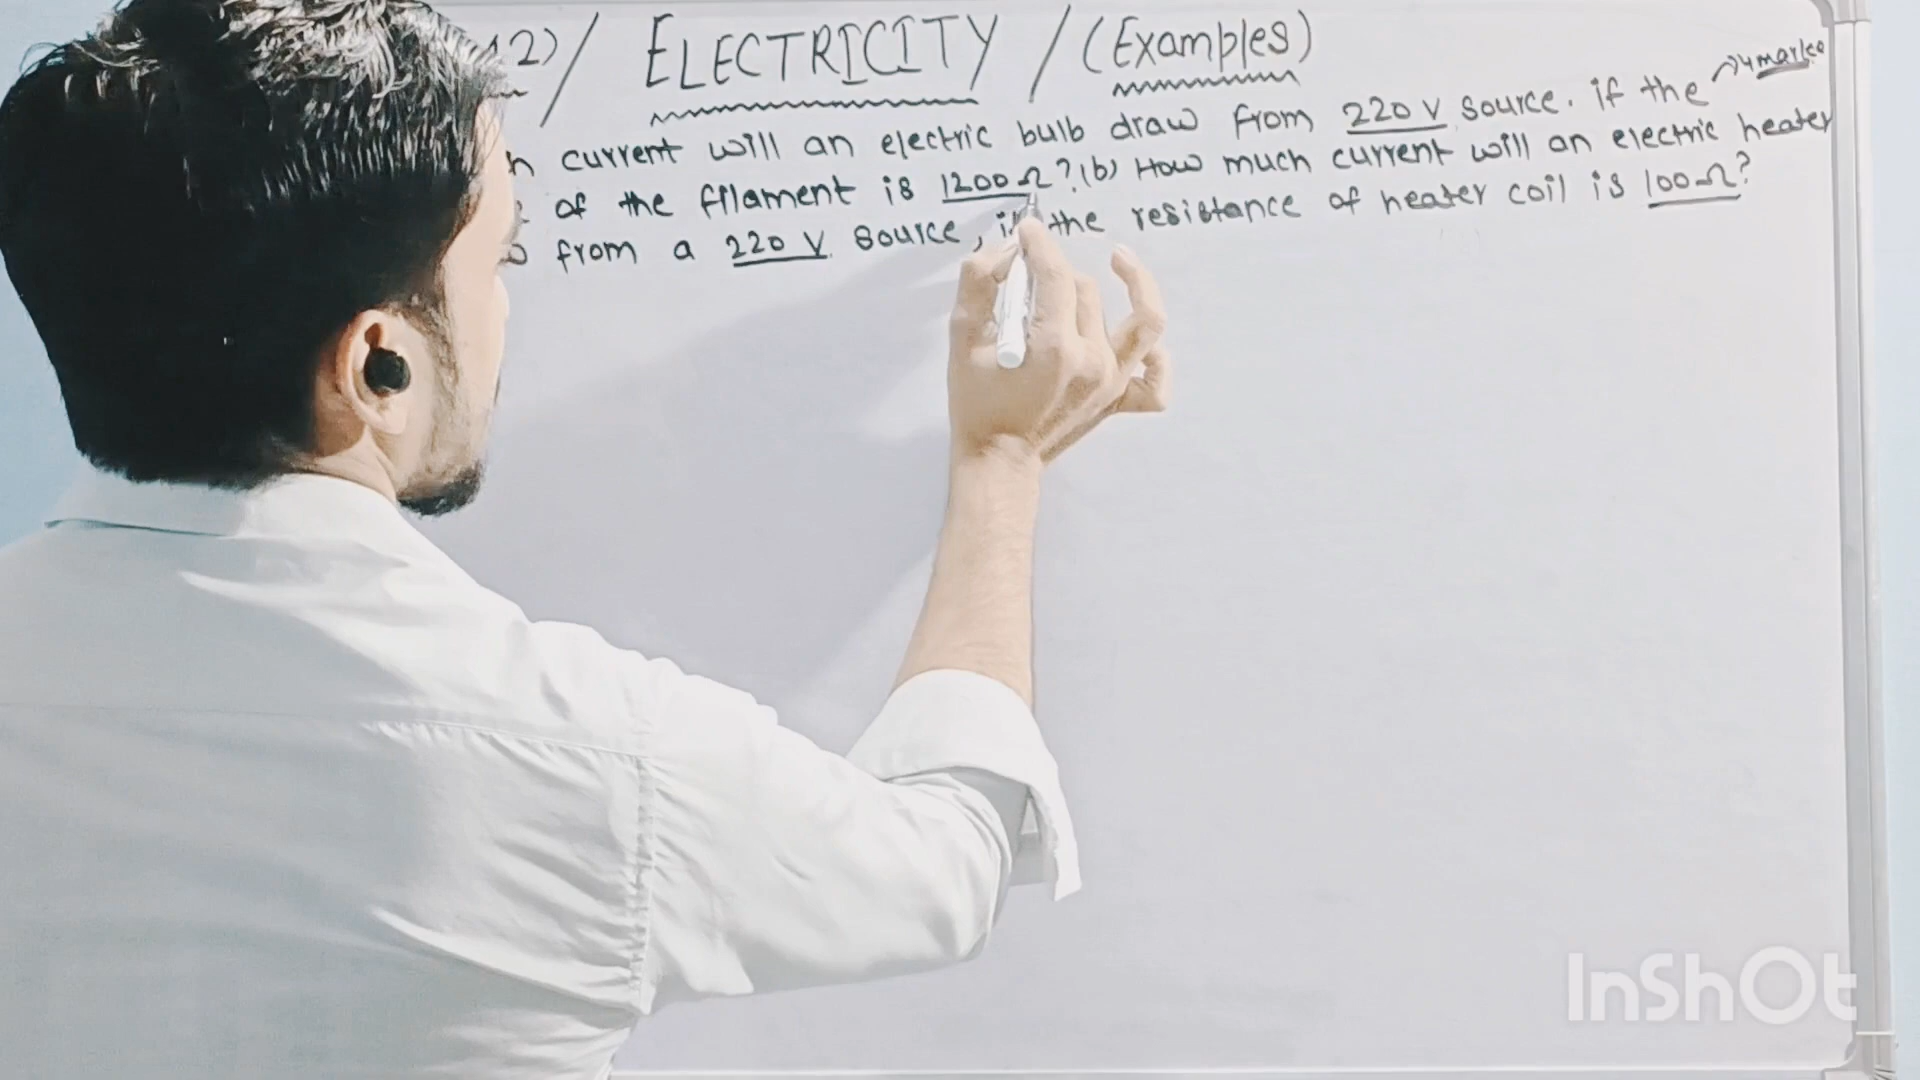 12) / ELECTRICITY / (Examples)
current will an electric bulb draw from 220 V source. if the → 4 marks
of the filament is 1200 Ω ? (b) How much current will an electric heater
from a 220 V source, if the resistance of heater coil is 100 Ω ?
InShOt